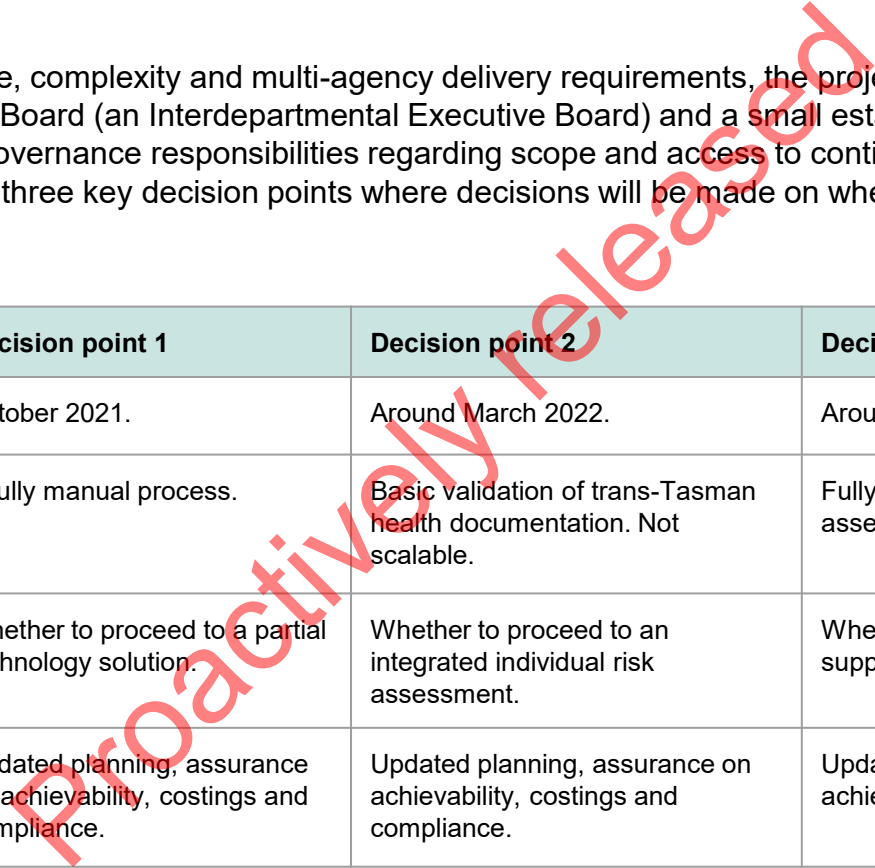 e, complexity and multi-agency delivery requirements, the proje
Board (an Interdepartmental Executive Board) and a small est
overnance responsibilities regarding scope and access to conti
three key decision points where decisions will be made on whe
cision point 1
Decision point 2
Deci
tober 2021.
Around March 2022.
Arou
ully manual process.
Basic validation of trans-Tasman
health documentation. Not
scalable.
Fully
asse
hether to proceed to a partial
chnology solution.
Whether to proceed to an
integrated individual risk
assessment.
Whe
supp
dated planning, assurance
achievability, costings and
mpliance.
Updated planning, assurance on
achievability, costings and
compliance.
Upda
achie
Proactively released